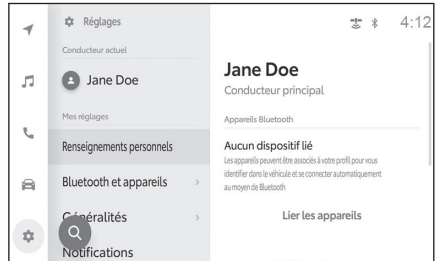 Réglages
4:12
Conducteur actuel
Jane Doe
Mes réglages
Renseignements personnels
Bluetooth et appareils
Généralités
Notifications
Jane Doe
Conducteur principal
Appareils Bluetooth
Aucun dispositif lié
Les appareils peuvent être associés à votre profil pour vous
identifier dans le véhicule et se connecter automatiquement
au moyen de Bluetooth
Lier les appareils